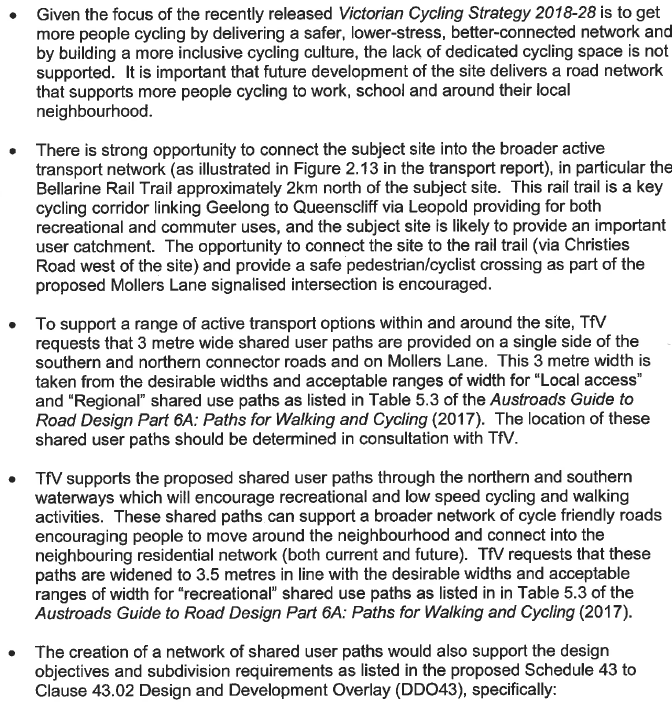 • Given the focus of the recently released Victorian Cycling Strategy 2018-28 is to get
more people cycling by delivering a safer, lower-stress, better-connected network and
by building a more inclusive cycling culture, the lack of dedicated cycling space is not
supported. It is important that future development of the site delivers a road network
that supports more people cycling to work, school and around their local
neighbourhood.
• There is strong opportunity to connect the subject site into the broader active
transport network (as illustrated in Figure 2.13 in the transport report), in particular the
Bellarine Rail Trail approximately 2km north of the subject site. This rail trail is a key
cycling corridor linking Geelong to Queenscliff via Leopold providing for both
recreational and commuter uses, and the subject site is likely to provide an important
user catchment. The opportunity to connect the site to the rail trail (via Christies
Road west of the site) and provide a safe pedestrian/cyclist crossing as part of the
proposed Mollers Lane signalised intersection is encouraged.
• To support a range of active transport options within and around the site, TfV
requests that 3 metre wide shared user paths are provided on a single side of the
southern and northern connector roads and on Mollers Lane. This 3 metre width is
taken from the desirable widths and acceptable ranges of width for “Local access”
and “Regional” shared use paths as listed in Table 5.3 of the Austroads Guide to
Road Design Part 6A: Paths for Walking and Cycling (2017). The location of these
shared user paths should be determined in consultation with TfV.
• TfV supports the proposed shared user paths through the northern and southern
waterways which will encourage recreational and low speed cycling and walking
activities. These shared paths can support a broader network of cycle friendly roads
encouraging people to move around the neighbourhood and connect into the
neighbouring residential network (both current and future). TfV requests that these
paths are widened to 3.5 metres in line with the desirable widths and acceptable
ranges of width for “recreational” shared use paths as listed in in Table 5.3 of the
Austroads Guide to Road Design Part 6A: Paths for Walking and Cycling (2017).
• The creation of a network of shared user paths would also support the design
objectives and subdivision requirements as listed in the proposed Schedule 43 to
Clause 43.02 Design and Development Overlay (DDO43), specifically: